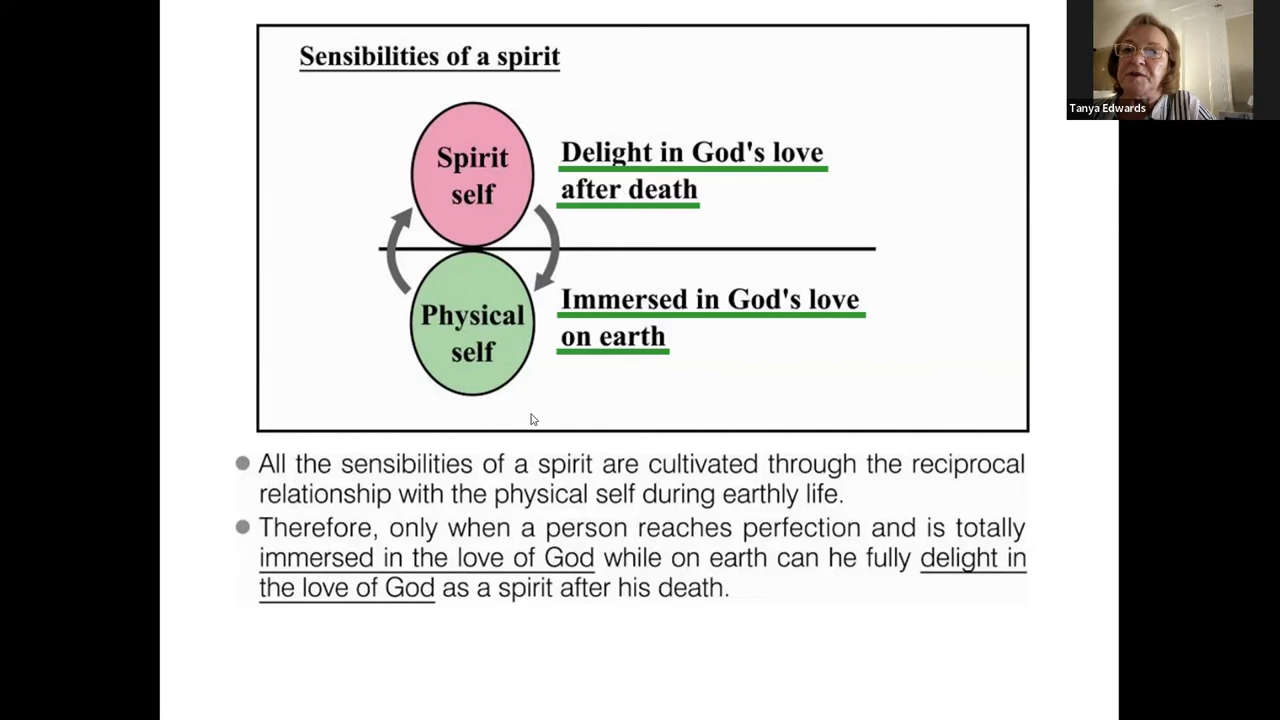 Sensibilities of a spirit
Spirit
self
Delight in God's love
after death
Physical
self
Immersed in God's love
on earth
All the sensibilities of a spirit are cultivated through the reciprocal
relationship with the physical self during earthly life.
Therefore, only when a person reaches perfection and is totally
immersed in the love of God while on earth can he fully delight in
the love of God as a spirit after his death.
Tanya Edwards